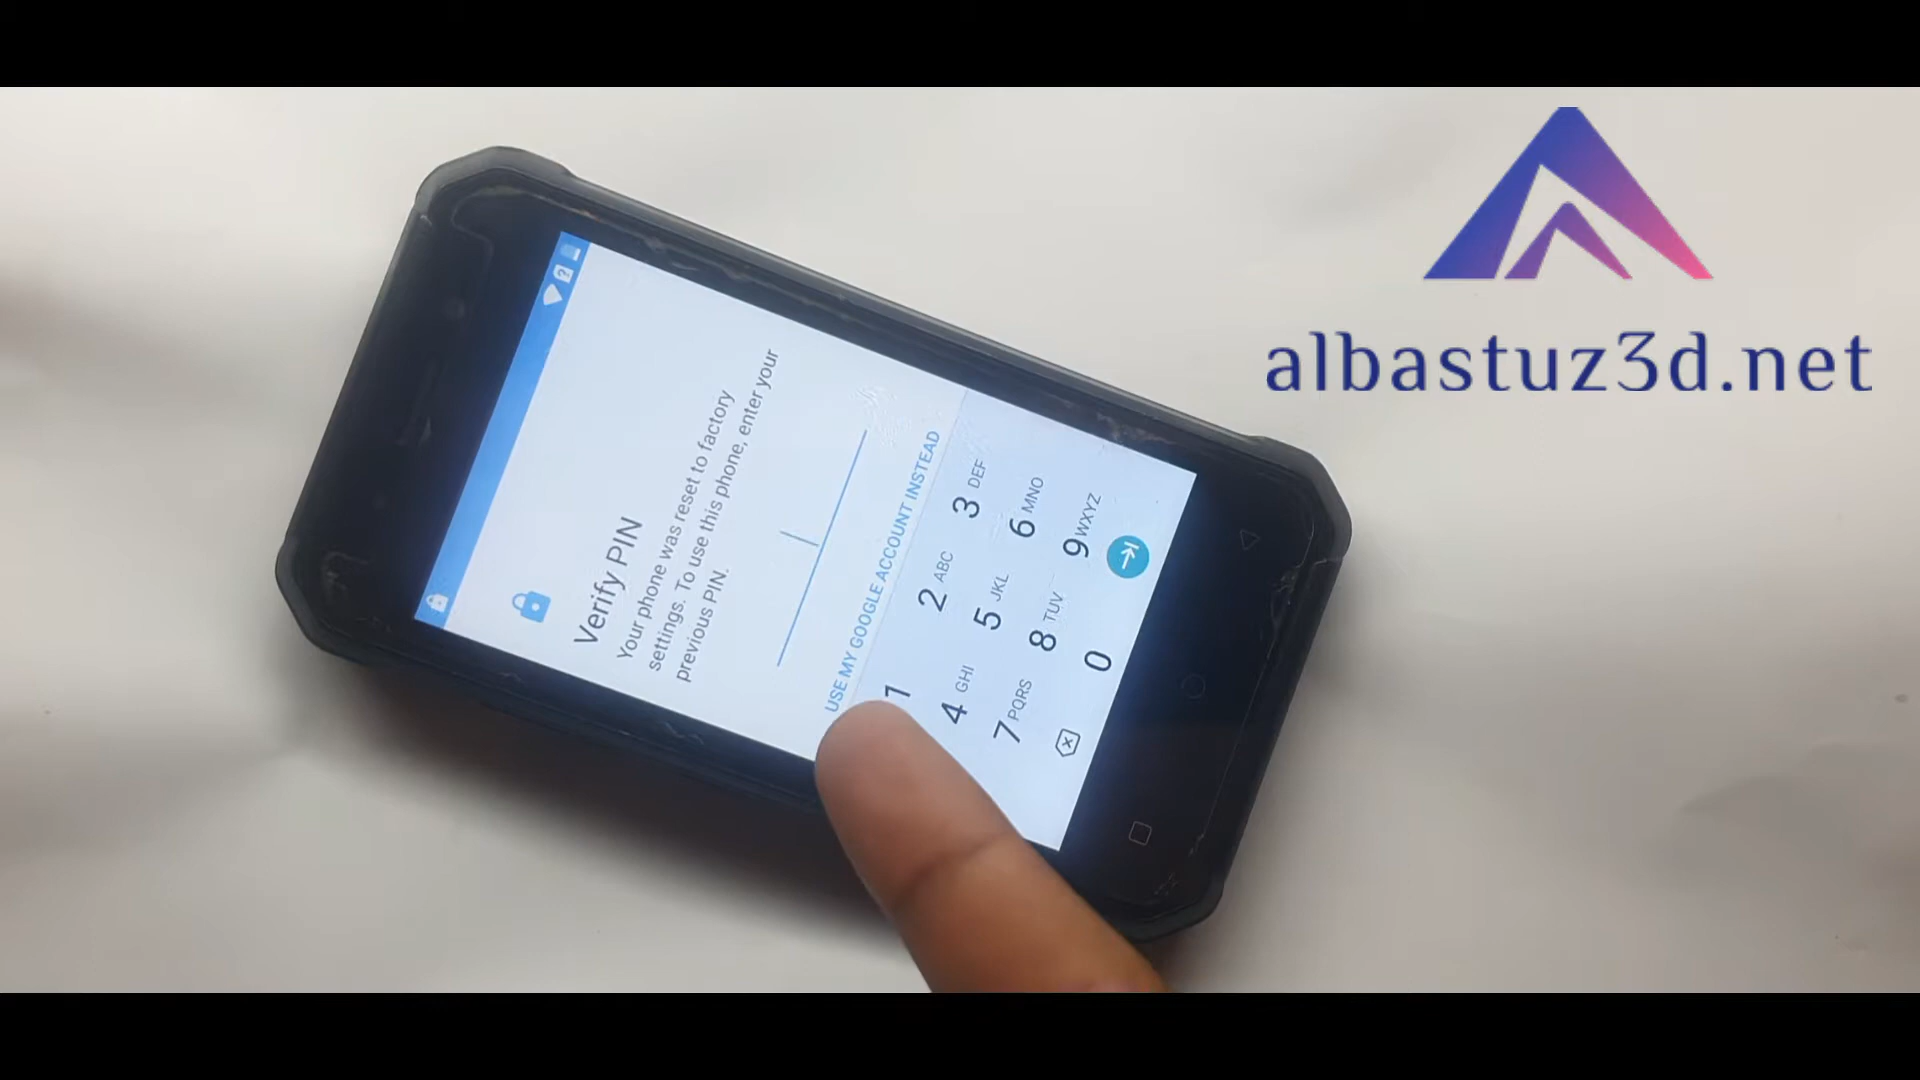 albastuz3d.net
Verify PIN
Your phone was reset to factory
settings. To use this phone, enter your
previous PIN.
USE MY GOOGLE ACCOUNT INSTEAD
1
2 ABC
3 DEF
4 GHI
5 JKL
6 MNO
7 PQRS
8 TUV
9 WXYZ
0